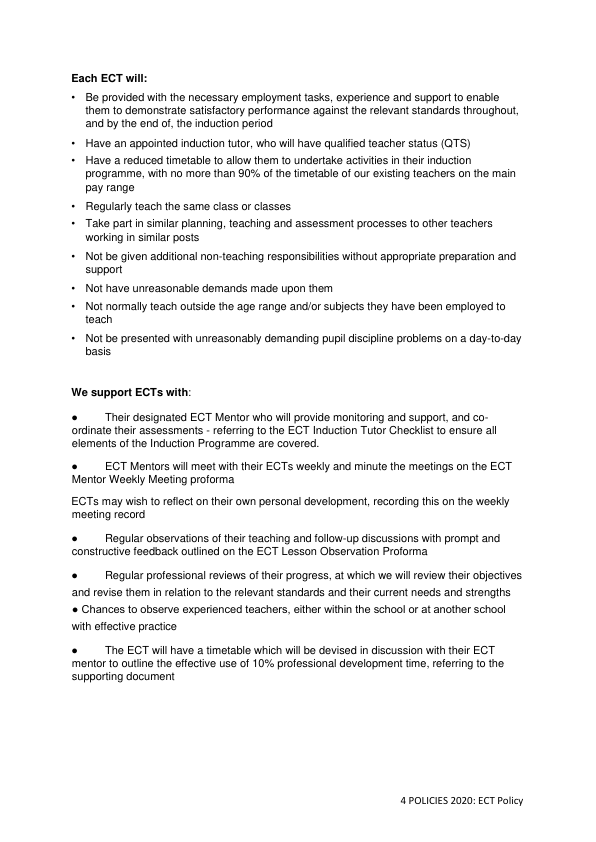 Each ECT will:
• Be provided with the necessary employment tasks, experience and support to enable
them to demonstrate satisfactory performance against the relevant standards throughout,
and by the end of, the induction period
• Have an appointed induction tutor, who will have qualified teacher status (QTS)
• Have a reduced timetable to allow them to undertake activities in their induction
programme, with no more than 90% of the timetable of our existing teachers on the main
pay range
• Regularly teach the same class or classes
• Take part in similar planning, teaching and assessment processes to other teachers
working in similar posts
• Not be given additional non-teaching responsibilities without appropriate preparation and
support
• Not have unreasonable demands made upon them
• Not normally teach outside the age range and/or subjects they have been employed to
teach
• Not be presented with unreasonably demanding pupil discipline problems on a day-to-day
basis
We support ECTs with:
● Their designated ECT Mentor who will provide monitoring and support, and co-
ordinate their assessments - referring to the ECT Induction Tutor Checklist to ensure all
elements of the Induction Programme are covered.
● ECT Mentors will meet with their ECTs weekly and minute the meetings on the ECT
Mentor Weekly Meeting proforma
ECTs may wish to reflect on their own personal development, recording this on the weekly
meeting record
● Regular observations of their teaching and follow-up discussions with prompt and
constructive feedback outlined on the ECT Lesson Observation Proforma
● Regular professional reviews of their progress, at which we will review their objectives
and revise them in relation to the relevant standards and their current needs and strengths
● Chances to observe experienced teachers, either within the school or at another school
with effective practice
● The ECT will have a timetable which will be devised in discussion with their ECT
mentor to outline the effective use of 10% professional development time, referring to the
supporting document
4 POLICIES 2020: ECT Policy